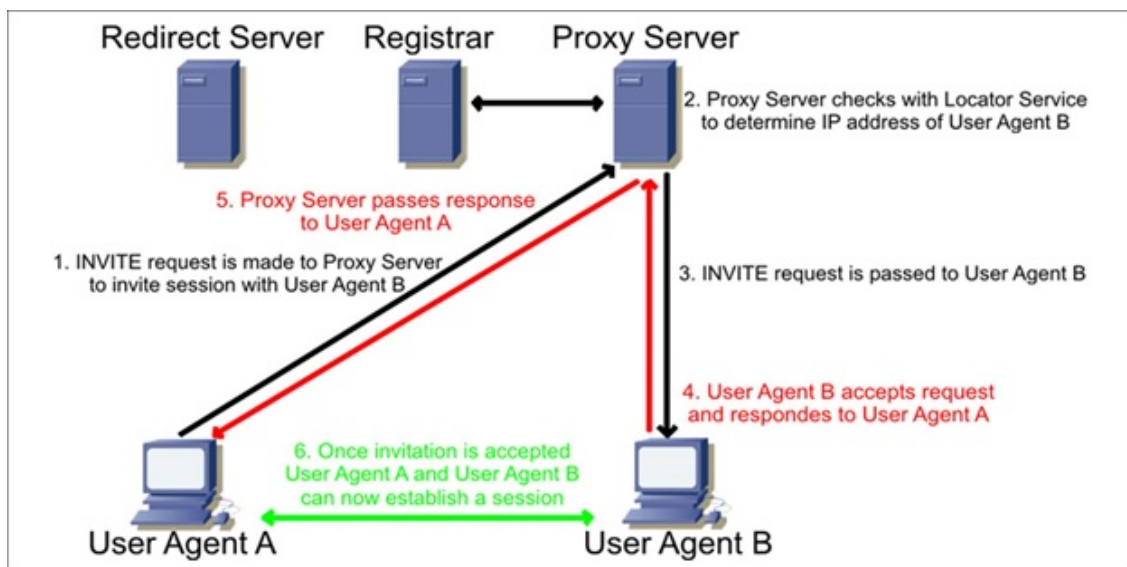 Redirect Server
Registrar
Proxy Server
2. Proxy Server checks with Locator Service
to determine IP address of User Agent B
5. Proxy Server passes response
to User Agent A
1. INVITE request is made to Proxy Server
to invite session with User Agent B
3. INVITE request is passed to User Agent B
4. User Agent B accepts request
and respondes to User Agent A
6. Once invitation is accepted
User Agent A and User Agent B
can now establish a session
User Agent A
User Agent B